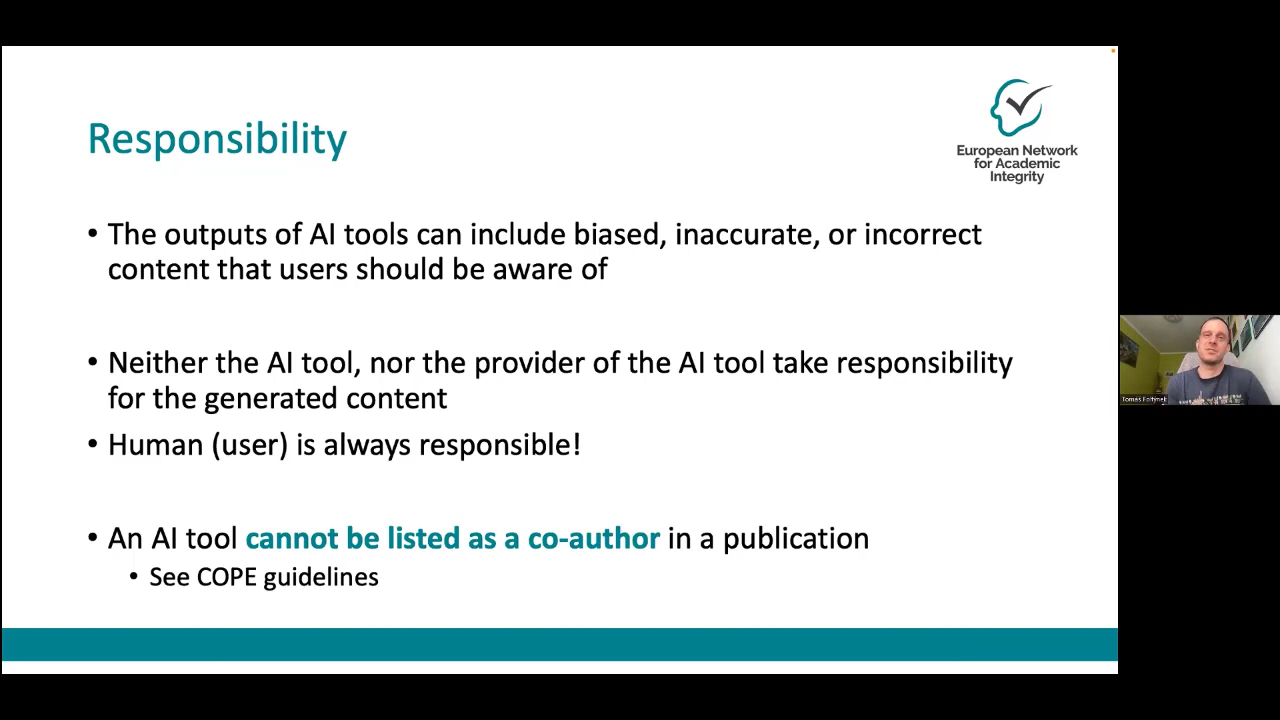 Responsibility
European Network
for Academic
Integrity
• The outputs of AI tools can include biased, inaccurate, or incorrect
content that users should be aware of
• Neither the AI tool, nor the provider of the AI tool take responsibility
for the generated content
• Human (user) is always responsible!
• An AI tool cannot be listed as a co-author in a publication
• See COPE guidelines
Tomáš Foltýnek